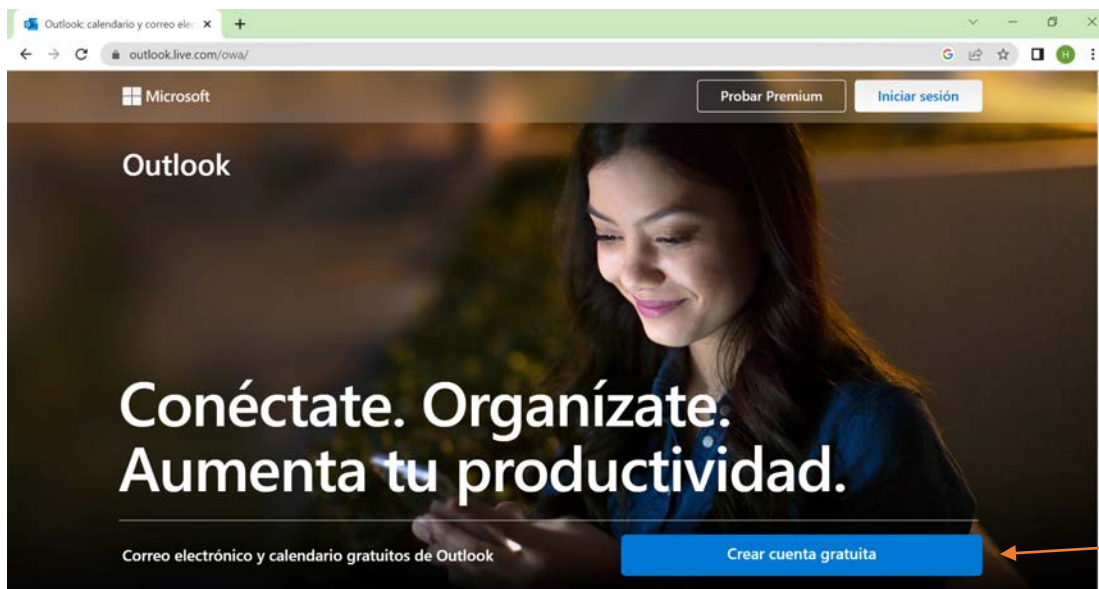 Outlook: calendario y correo elec
outlook.live.com/owa/
G
H
Microsoft
Probar Premium
Iniciar sesión
Outlook
Conéctate. Organízate.
Aumenta tu productividad.
Correo electrónico y calendario gratuitos de Outlook
Crear cuenta gratuita